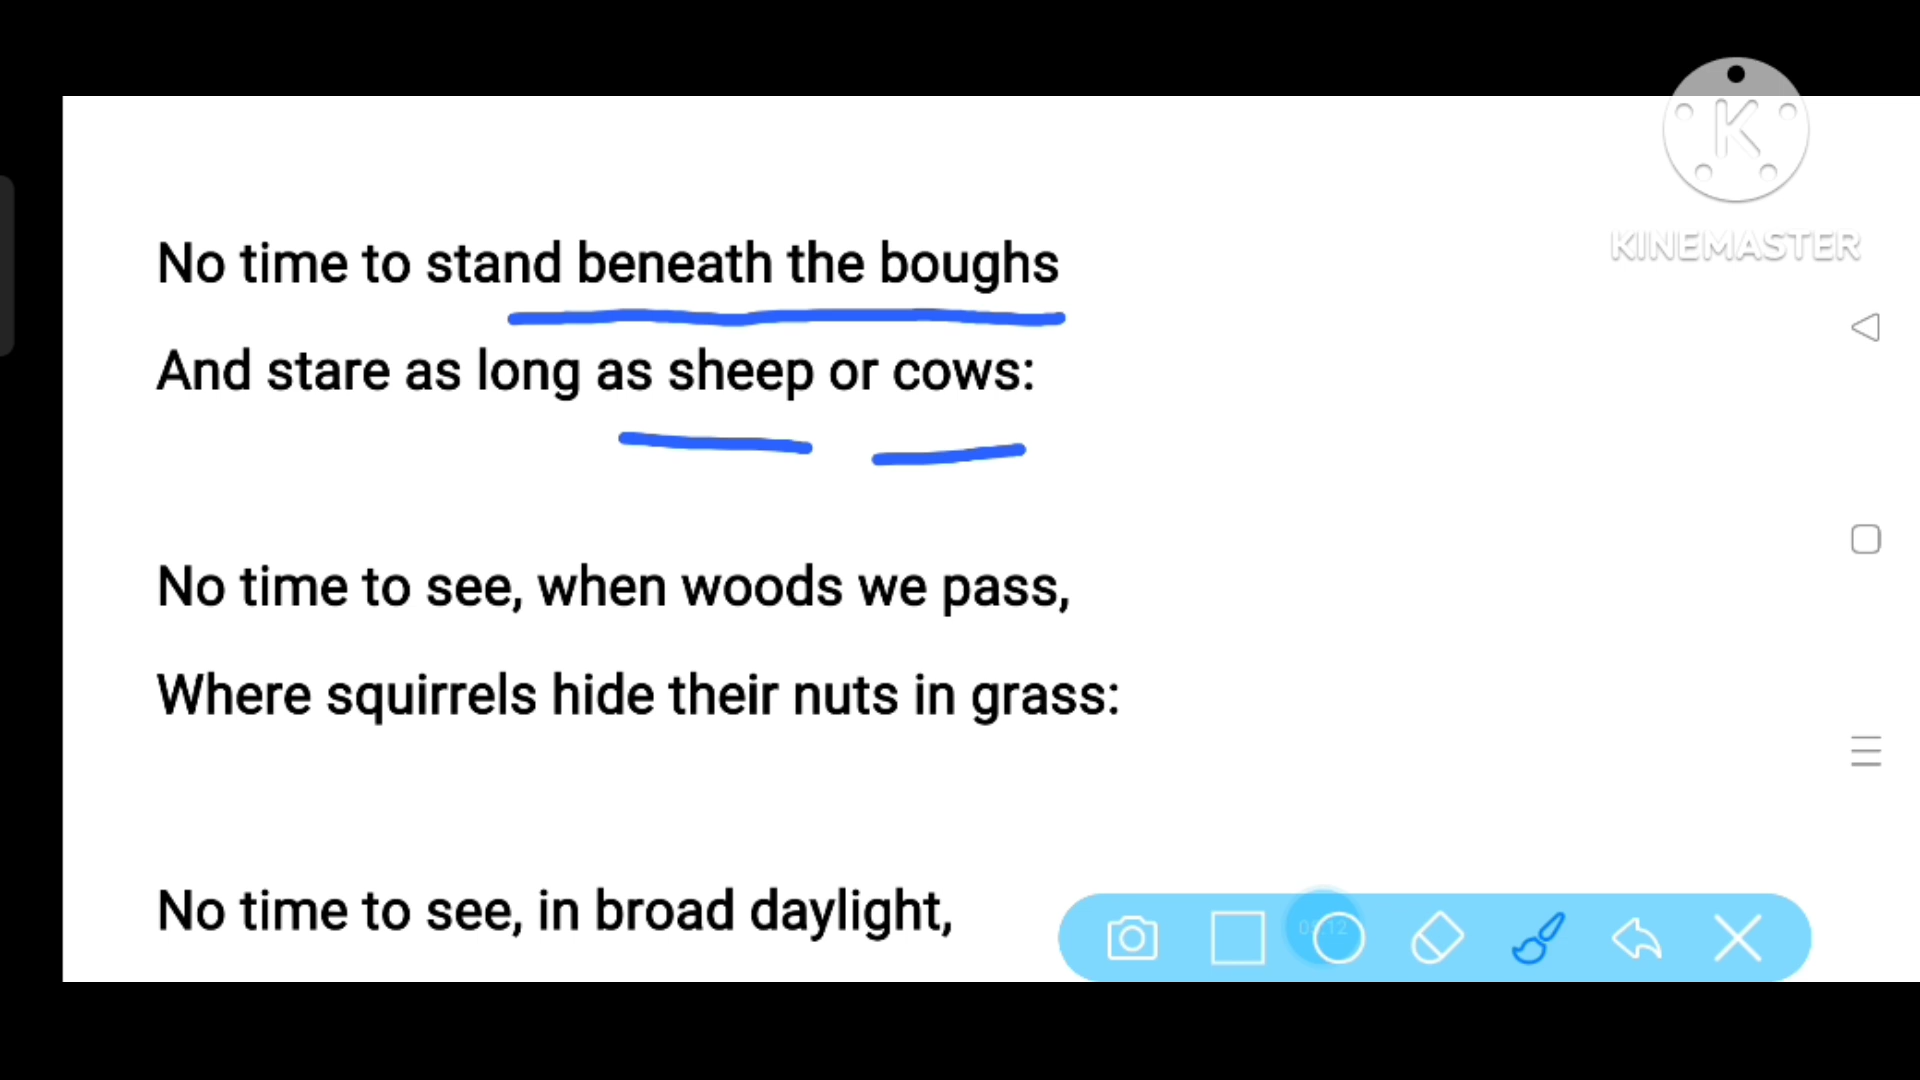 KINEMASTER
No time to stand beneath the boughs
And stare as long as sheep or cows:
No time to see, when woods we pass,
Where squirrels hide their nuts in grass:
No time to see, in broad daylight,